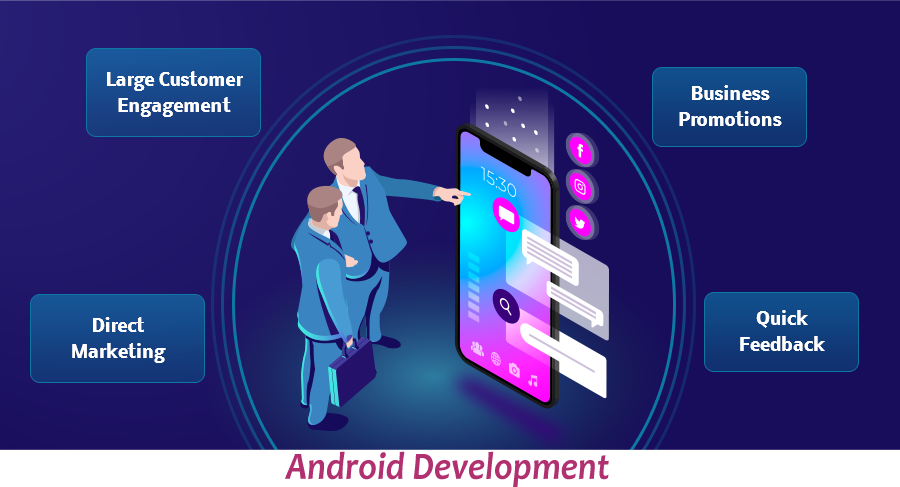 Large Customer
Engagement
Business
Promotions
15:30
Direct
Marketing
Quick
Feedback
Android Development